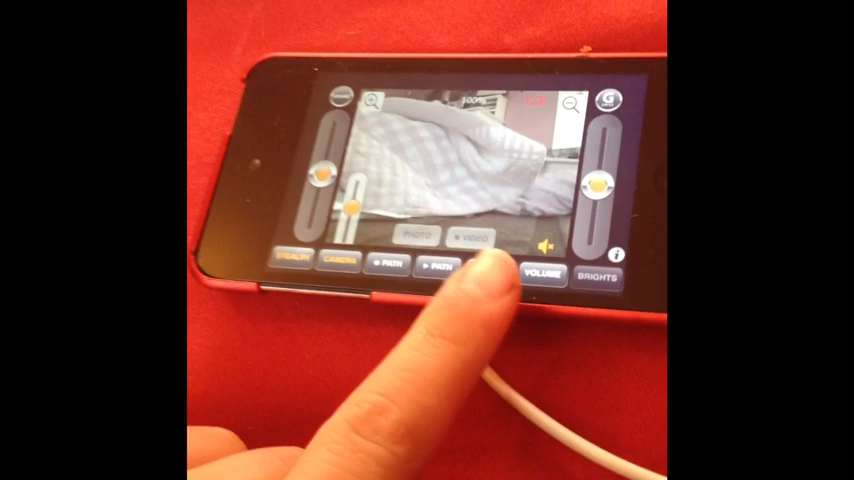 100%
G
PHOTO
VIDEO
i
STEALTH
CAMERA
PATH
PATH
VOLUME
BRIGHTS